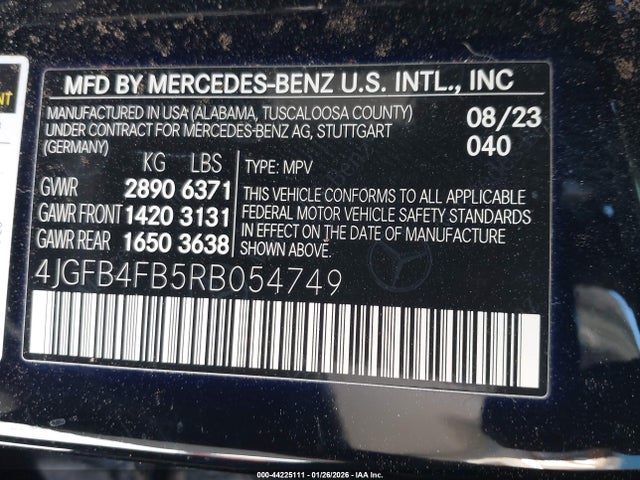 MFD BY MERCEDES-BENZ U.S. INTL., INC
MANUFACTURED IN USA (ALABAMA, TUSCALOOSA COUNTY)
UNDER CONTRACT FOR MERCEDES-BENZ AG, STUTTGART
(GERMANY)
08/23
040
KG LBS
GVWR 2890 6371
GAWR FRONT 1420 3131
GAWR REAR 1650 3638
TYPE: MPV
THIS VEHICLE CONFORMS TO ALL APPLICABLE
FEDERAL MOTOR VEHICLE SAFETY STANDARDS
IN EFFECT ON THE DATE OF MANUFACTURE
SHOWN ABOVE.
4JGFB4FB5RB054749
000-44225111 - 01/26/2026 - IAA Inc.